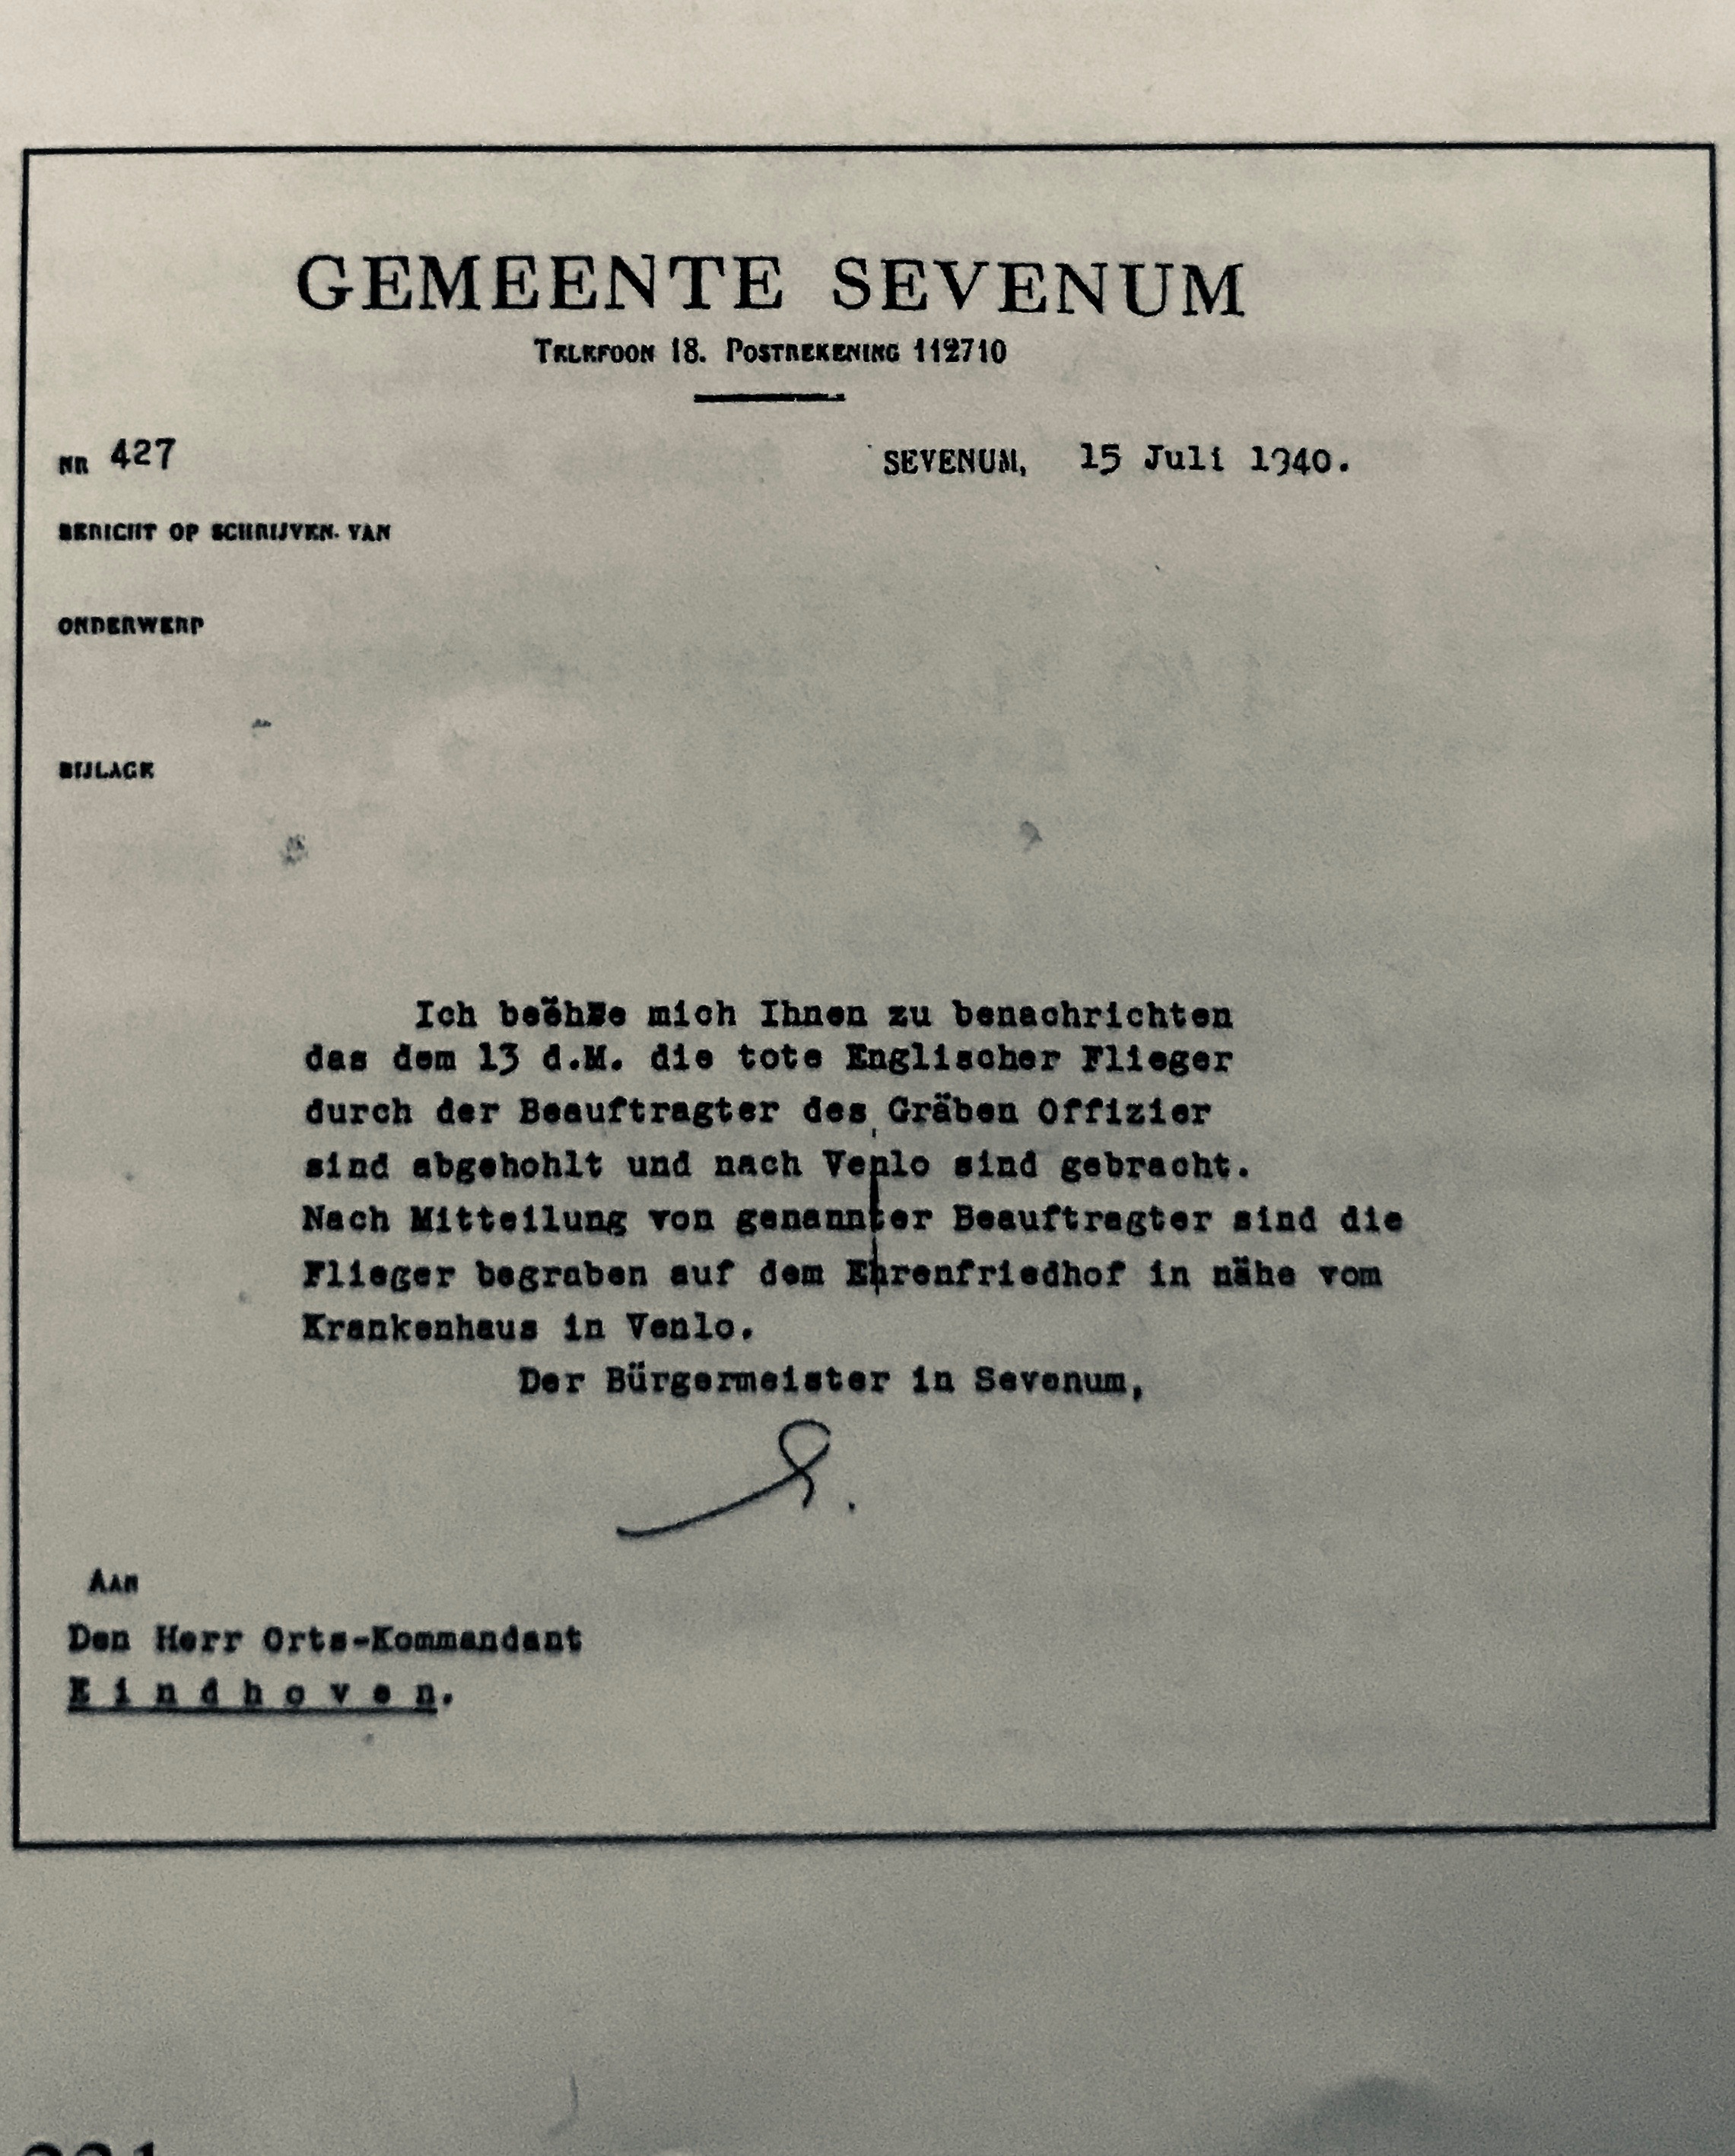 GEMEENTE SEVENUM
TELEFOON 18. POSTREKENING 112710
NR 427
SEVENUM, 15 Juli 1940.
BERICHT OP SCHRIJVEN. VAN
ONDERWERP
BIJLAGE
Ich mich Ihnen zu benachrichten
das dem 13 d.M. die tote Englischer Flieger
durch der Beauftragter des Gräben Offizier
sind abgehohlt und nach Venlo sind gebracht.
Nach Mitteilung von genannter Beauftragter sind die
Flieger begraben auf dem Ehrenfriedhof in nähe vom
Krankenhaus in Venlo.
Der Bürgermeister in Sevenum,
AAN
Den Herr Orts-Kommandant
Eindhoven.